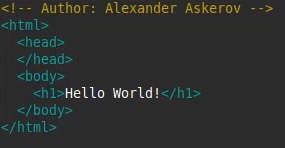 <!-- Author: Alexander Askerov -->
<html>
  <head>
  </head>
  <body>
    <h1>Hello World!</h1>
  </body>
</html>